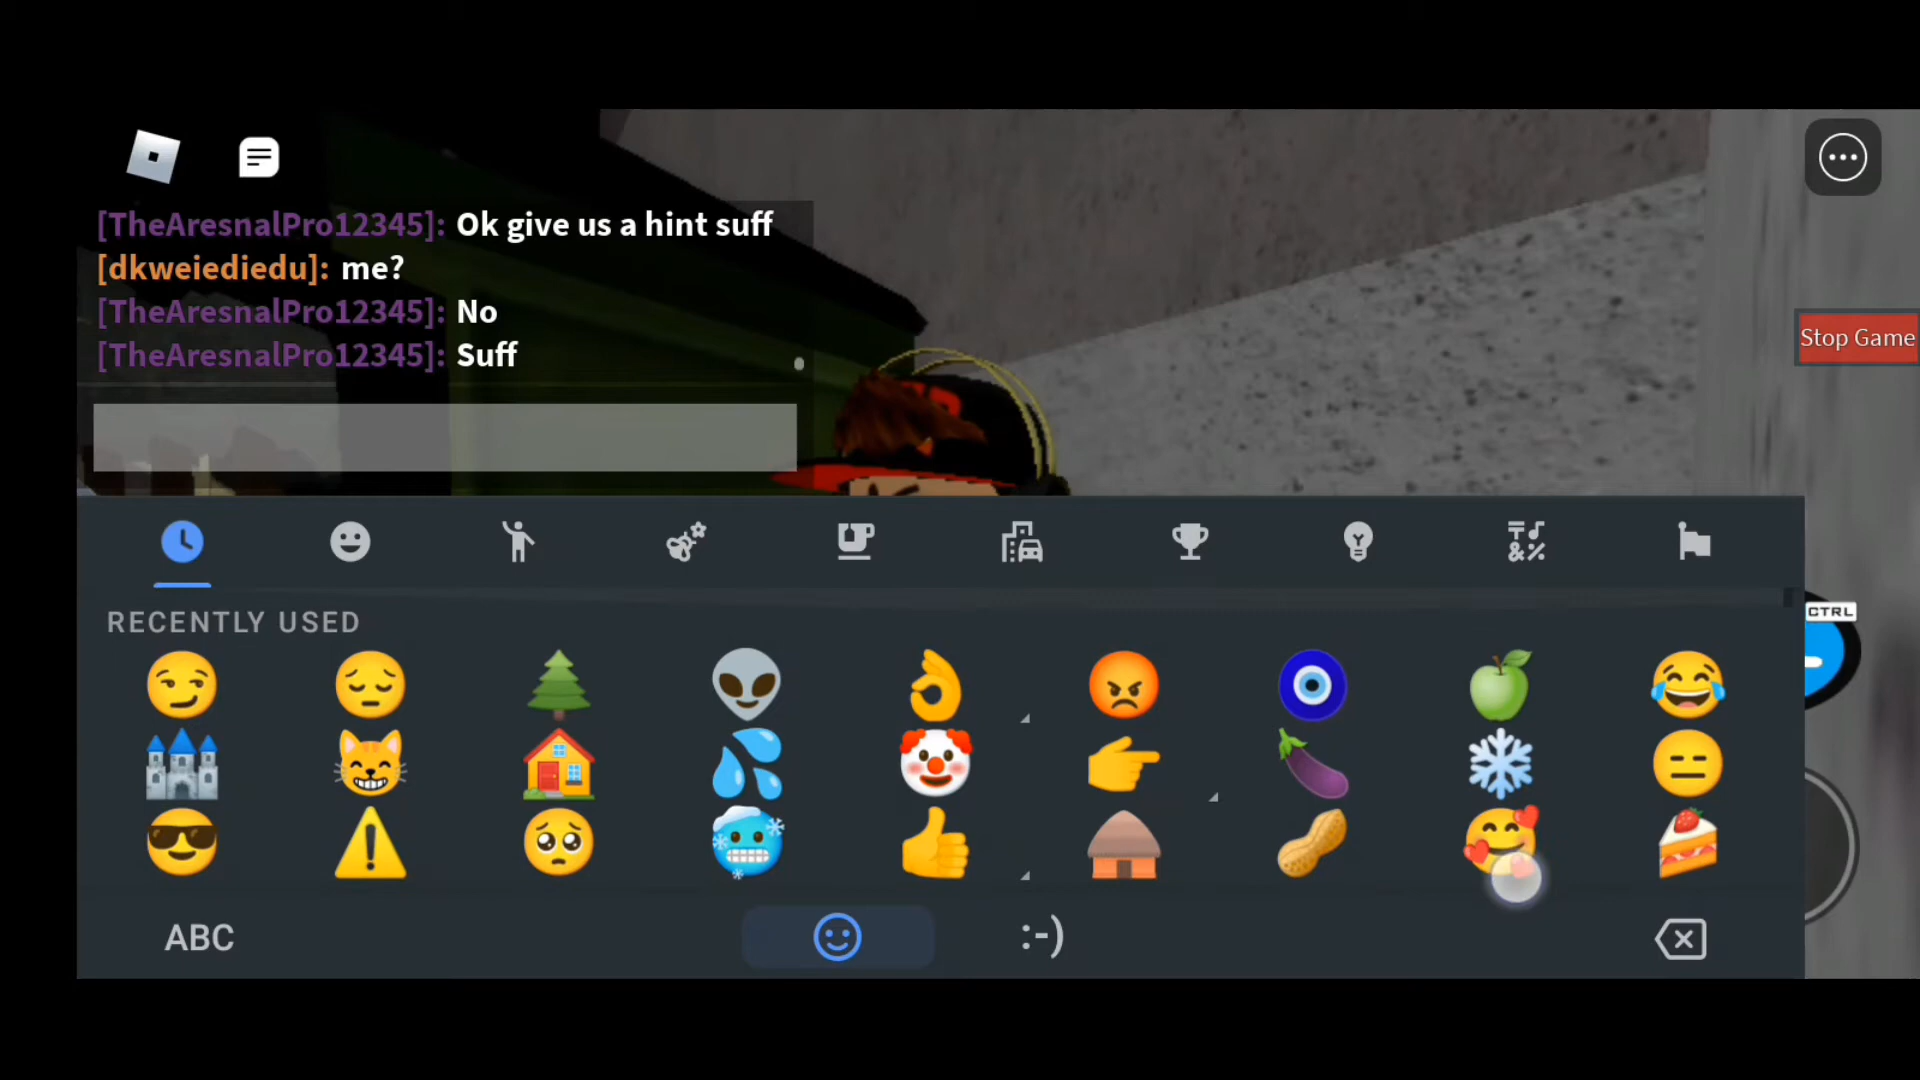 [TheAresnalPro12345]: Ok give us a hint suff
[dkweiediedu]: me?
[TheAresnalPro12345]: No
[TheAresnalPro12345]: Suff
Stop Game
CTRL
RECENTLY USED
ABC
:-)